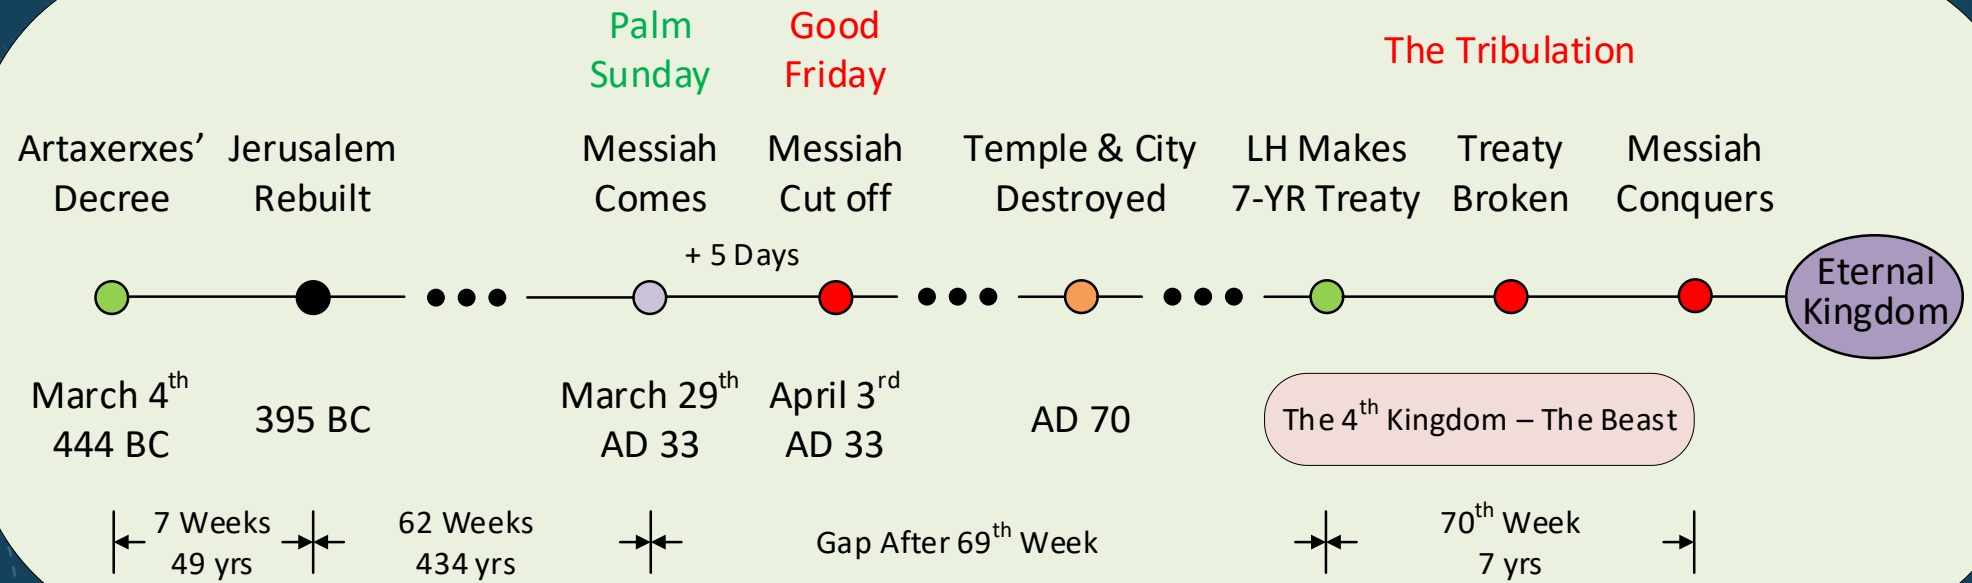 Palm
Sunday
Good
Friday
The Tribulation
Artaxerxes’
Decree
Jerusalem
Rebuilt
Messiah
Comes
Messiah
Cut off
Temple & City
Destroyed
LH Makes
7-YR Treaty
Treaty
Broken
Messiah
Conquers
+ 5 Days
Eternal
Kingdom
March 4th
444 BC
395 BC
March 29th
AD 33
April 3rd
AD 33
AD 70
The 4th Kingdom – The Beast
7 Weeks
49 yrs
62 Weeks
434 yrs
Gap After 69th Week
70th Week
7 yrs